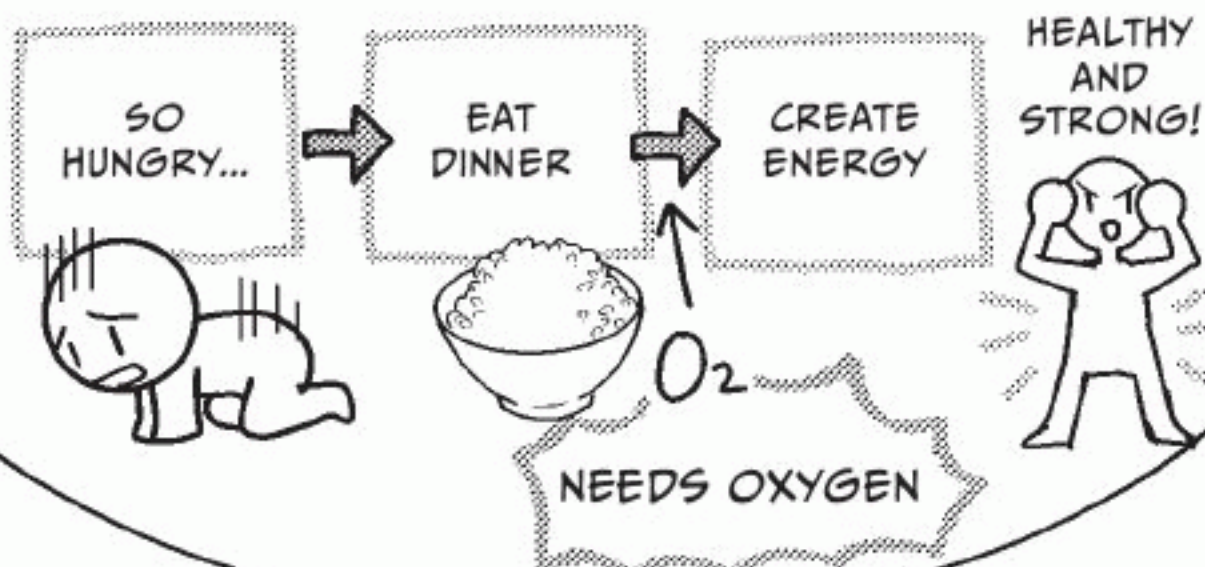 SO
HUNGRY...
EAT
DINNER
CREATE
ENERGY
HEALTHY
AND
STRONG!
O₂
NEEDS OXYGEN